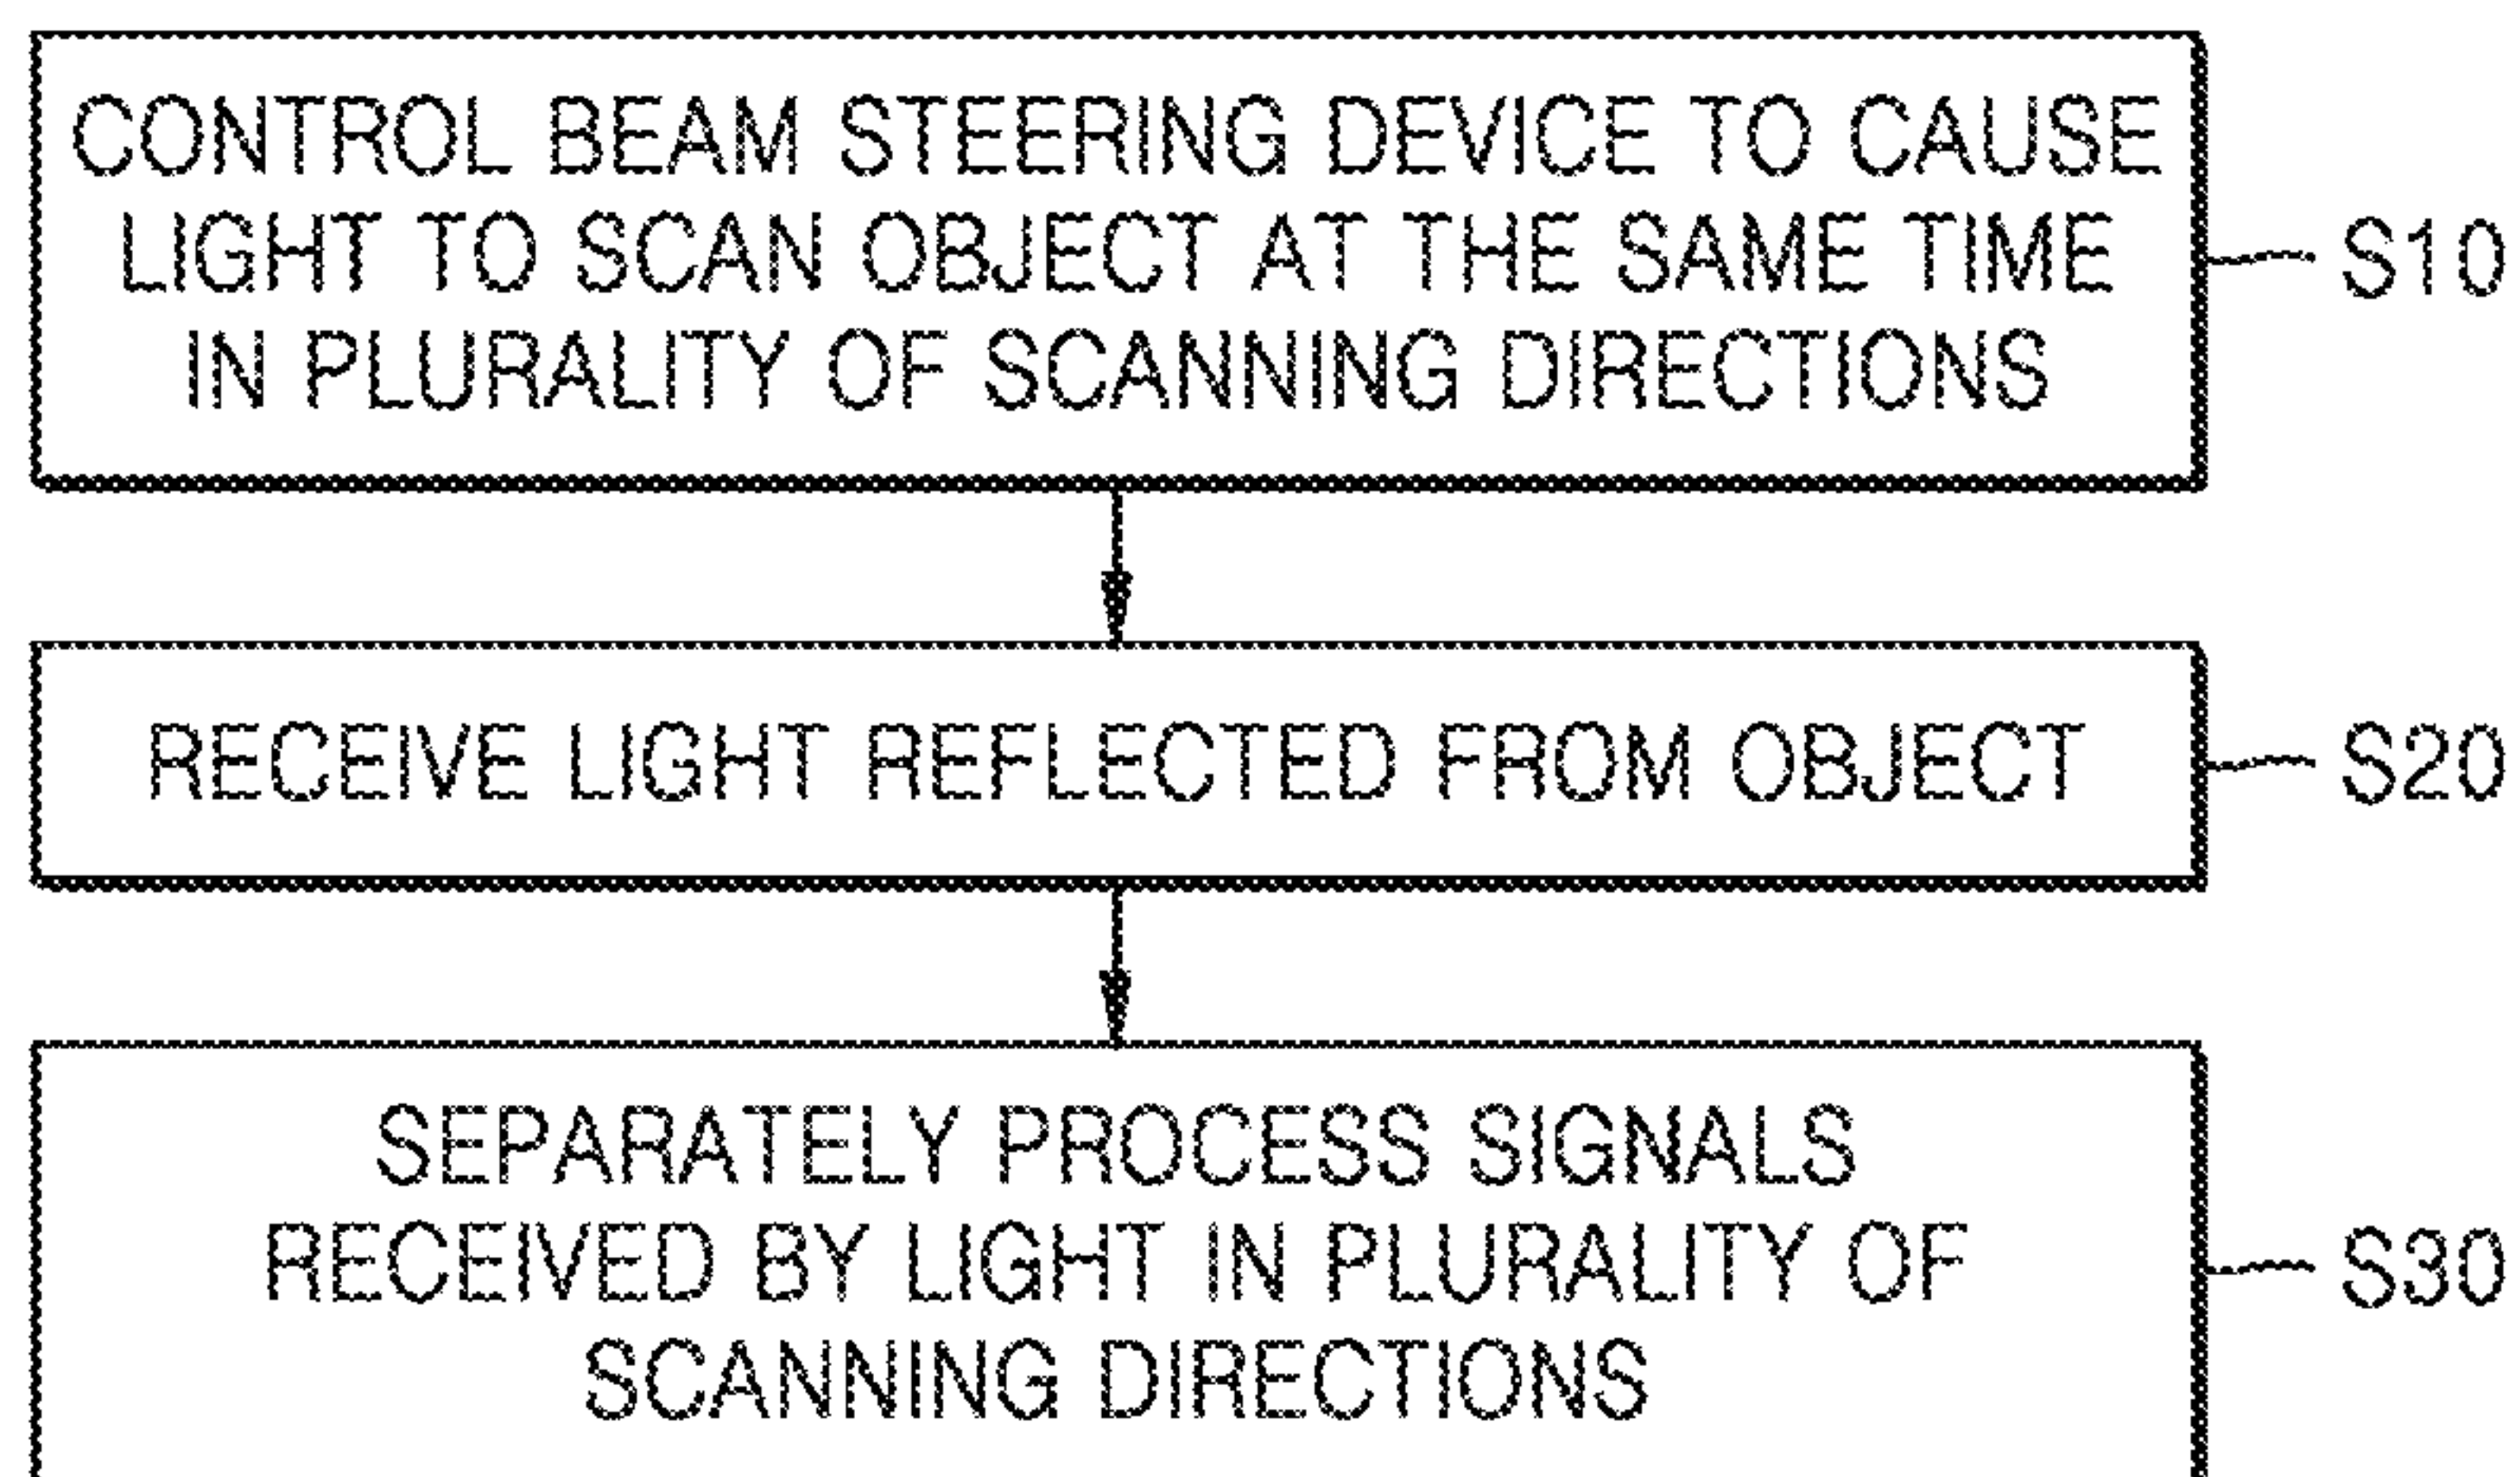 CONTROL BEAM STEERING DEVICE TO CAUSE
LIGHT TO SCAN OBJECT AT THE SAME TIME
IN PLURALITY OF SCANNING DIRECTIONS
S10
RECEIVE LIGHT REFLECTED FROM OBJECT
S20
SEPARATELY PROCESS SIGNALS
RECEIVED BY LIGHT IN PLURALITY OF
SCANNING DIRECTIONS
S30